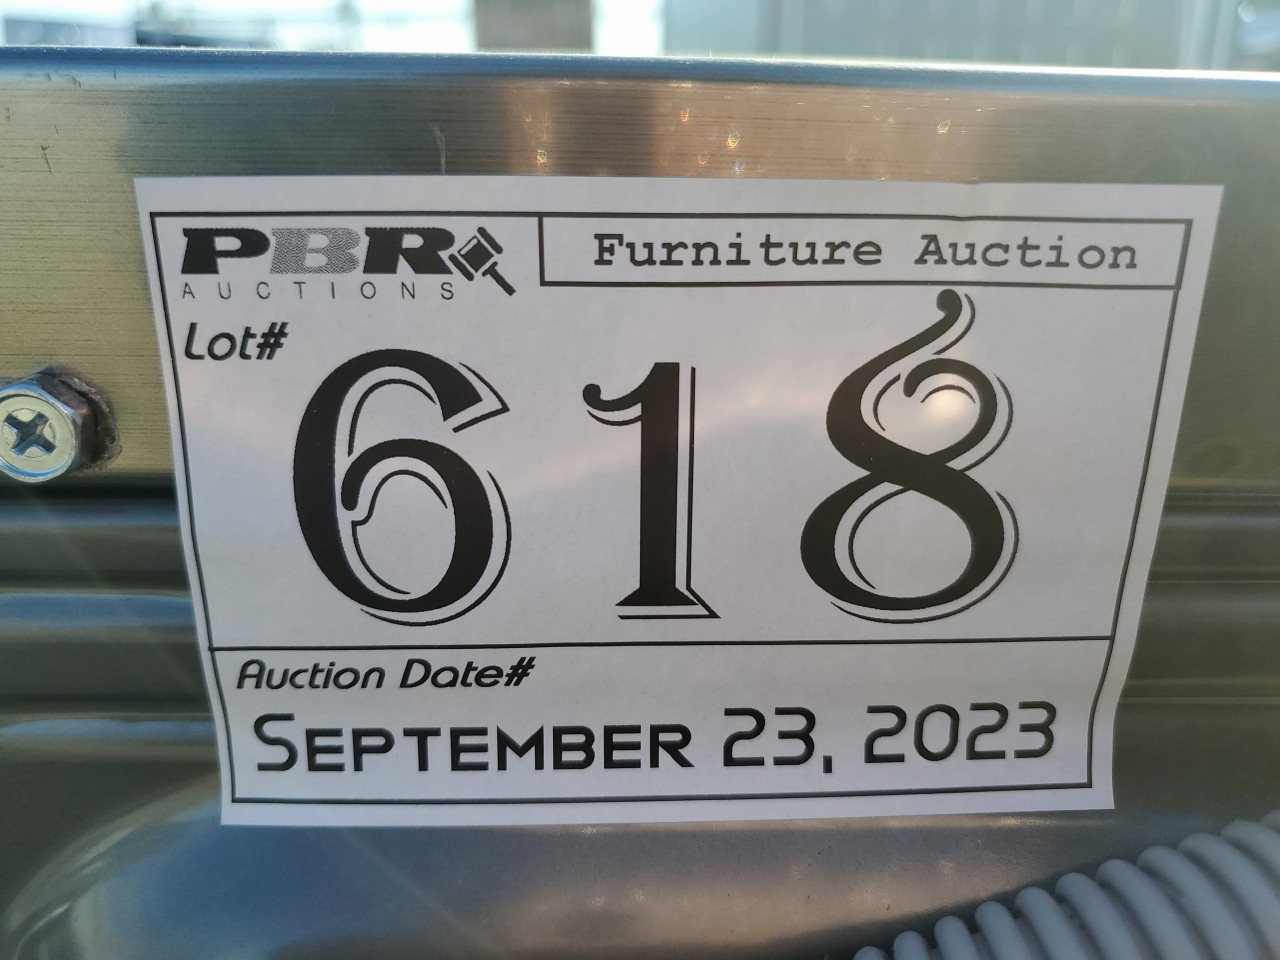 PBR
AUCTIONS
Furniture Auction
Lot#
618
Auction Date#
September 23, 2023